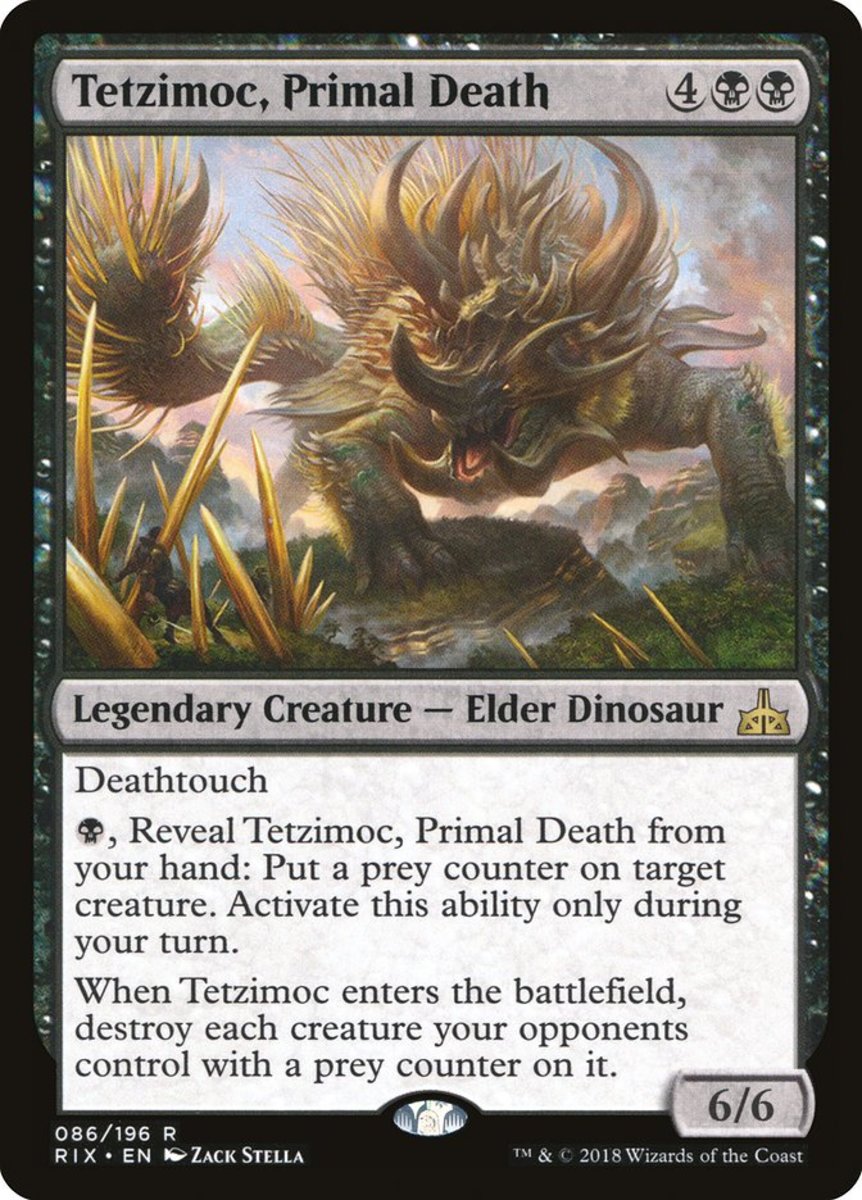 Tetzimoc, Primal Death 4
Legendary Creature — Elder Dinosaur
Deathtouch
, Reveal Tetzimoc, Primal Death from
your hand: Put a prey counter on target
creature. Activate this ability only during
your turn.
When Tetzimoc enters the battlefield,
destroy each creature your opponents
control with a prey counter on it.
6/6
086/196 R
RIX • EN Zack Stella
™ & © 2018 Wizards of the Coast